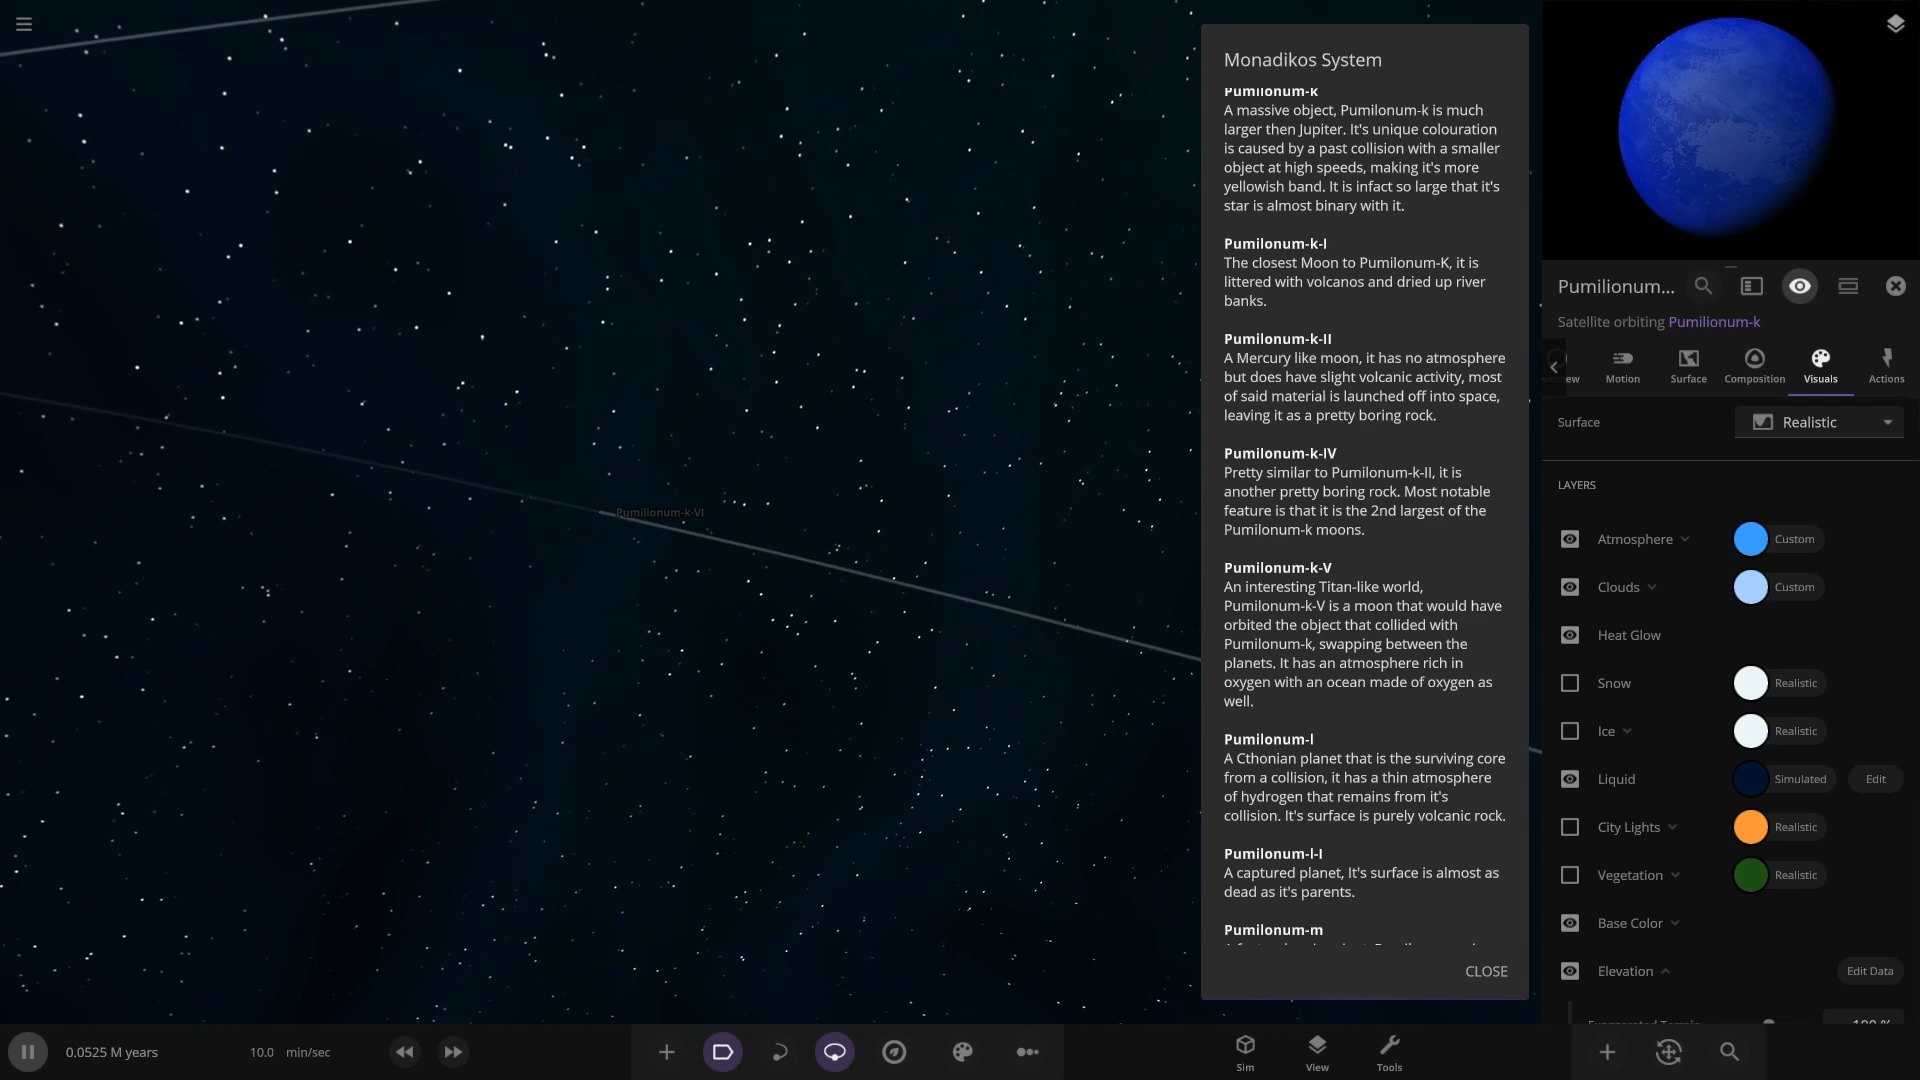 Monadikos System
Pumilonum-k
A massive object, Pumilonum-k is much
larger then Jupiter. It's unique colouration
is caused by a past collision with a smaller
object at high speeds, making it's more
yellowish band. It is infact so large that it's
star is almost binary with it.
Pumilonum-k-I
The closest Moon to Pumilonum-K, it is
littered with volcanos and dried up river
banks.
Pumilonum-k-II
A Mercury like moon, it has no atmosphere
but does have slight volcanic activity, most
of said material is launched off into space,
leaving it as a pretty boring rock.
Pumilonum-k-IV
Pretty similar to Pumilonum-k-II, it is
another pretty boring rock. Most notable
feature is that it is the 2nd largest of the
Pumilonum-k moons.
Pumilonum-k-V
An interesting Titan-like world,
Pumilonum-k-V is a moon that would have
orbited the object that collided with
Pumilonum-k, swapping between the
planets. It has an atmosphere rich in
oxygen with an ocean made of oxygen as
well.
Pumilonum-l
A Cthonian planet that is the surviving core
from a collision, it has a thin atmosphere
of hydrogen that remains from it's
collision. It's surface is purely volcanic rock.
Pumilonum-l-I
A captured planet, It's surface is almost as
dead as it's parents.
Pumilonum-m
CLOSE
Pumilionum-k-VI
Pumilionum...
Satellite orbiting Pumilionum-k
Motion
Surface
Composition
Visuals
Actions
Surface
Realistic
LAYERS
Atmosphere
Custom
Clouds
Custom
Heat Glow
Snow
Realistic
Ice
Realistic
Liquid
Simulated
Edit
City Lights
Realistic
Vegetation
Realistic
Base Color
Elevation
Edit Data
0.0525 M years
10.0 min/sec
Sim
View
Tools